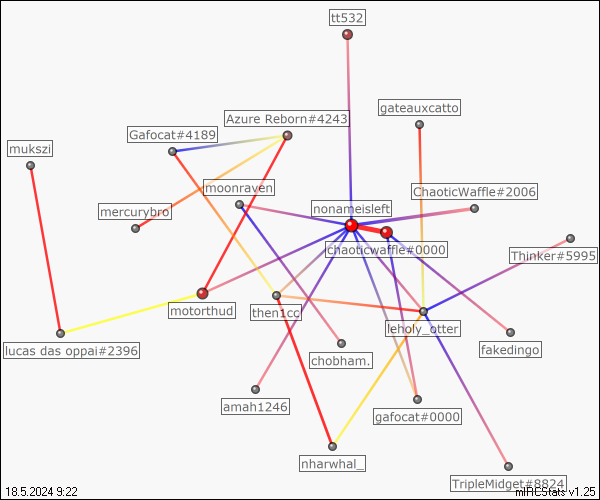 tt532
gateauxcatto
Azure Reborn#4243
Gafocat#4189
mukszi
moonraven
ChaoticWaffle#2006
mercurybro
nonameisleft
chaoticwaffle#0000
Thinker#5995
motorthud
then1cc
leholy_otter
lucas das oppai#2396
chobham.
fakedingo
amah1246
gafocat#0000
nharwhal_
TripleMidget#8824
18.5.2024 9:22
mIRCStats v1.25